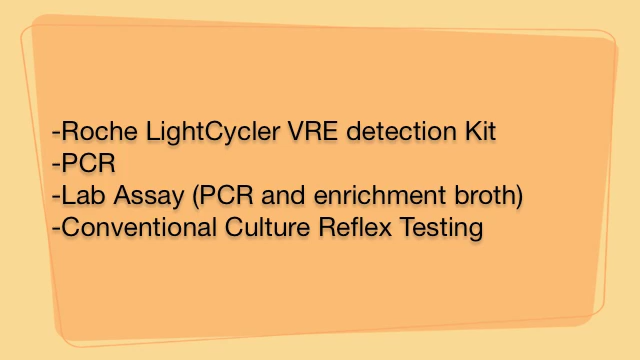 -Roche LightCycler VRE detection Kit
-PCR
-Lab Assay (PCR and enrichment broth)
-Conventional Culture Reflex Testing